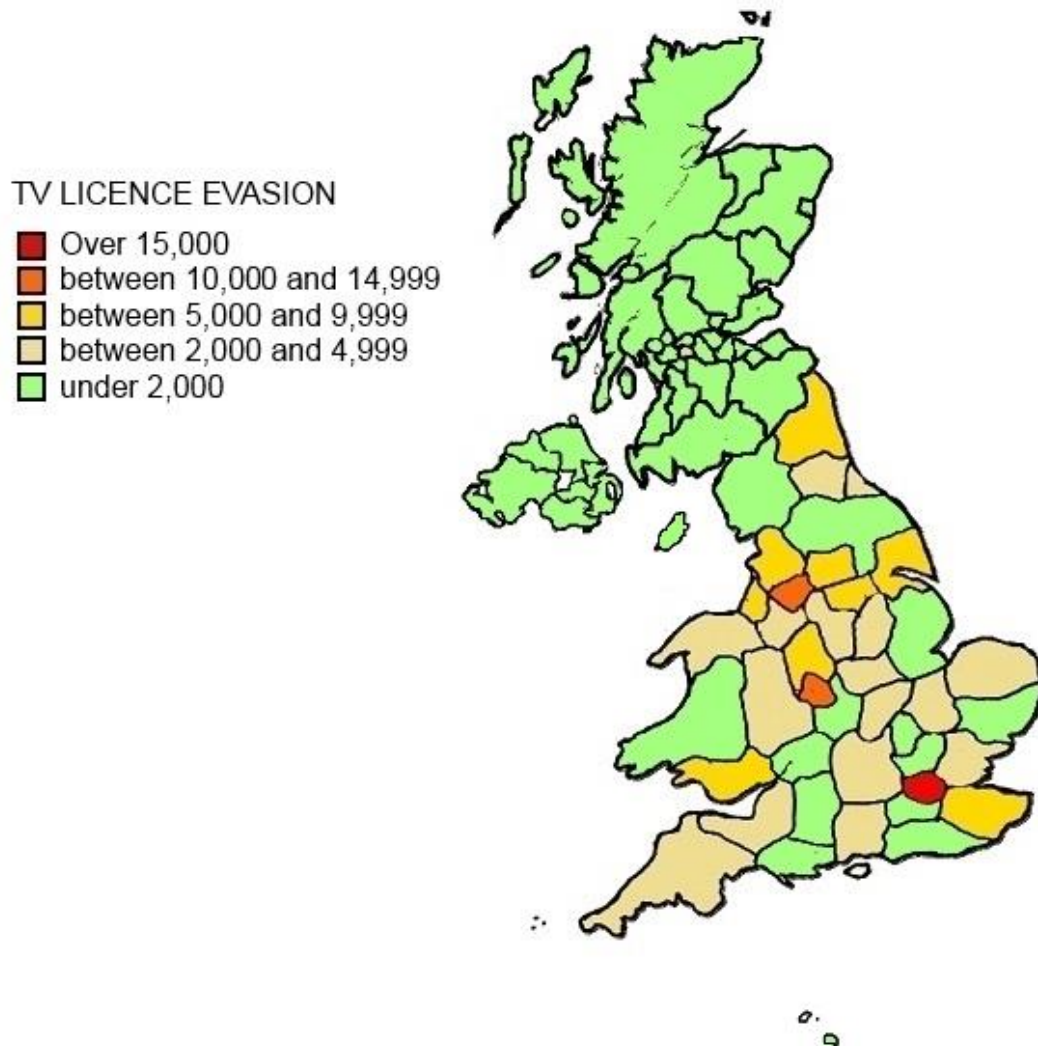 TV LICENCE EVASION
Over 15,000
between 10,000 and 14,999
between 5,000 and 9,999
between 2,000 and 4,999
under 2,000